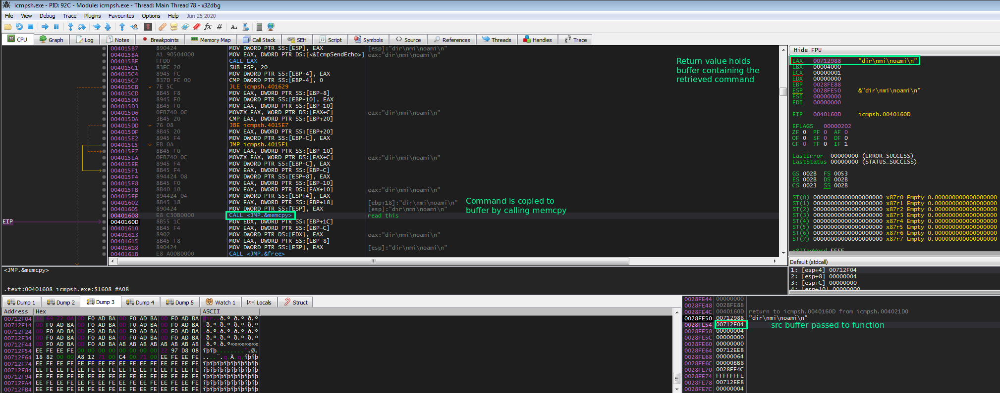 icmpsh.exe - PID: 92C - Module: icmpsh.exe - Thread: Main Thread 78 - x32dbg
File View Debug Trace Plugins Favourites Options Help Jun 25 2020
CPU Graph Log Notes Breakpoints Memory Map Call Stack SEH Script Symbols Source References Threads Handles Trace
004015B7 890424 MOV DWORD PTR SS:[ESP], EAX [esp]:"dir\nmi\noami\n"
004015BA A1 90504000 MOV EAX, DWORD PTR DS:[<&IcmpSendEcho>] eax:"dir\nmi\noami\n"
004015BF FFD0 CALL EAX
004015C1 83EC 20 SUB ESP, 20
004015C4 8945 FC MOV DWORD PTR SS:[EBP-4], EAX
004015C7 837D FC 00 CMP DWORD PTR SS:[EBP-4], 0
004015CB 7E 5C JLE icmpsh.401629
004015CD 8B45 F8 MOV EAX, DWORD PTR SS:[EBP-8]
004015D0 8945 F0 MOV DWORD PTR SS:[EBP-10], EAX
004015D3 8B45 F0 MOV EAX, DWORD PTR SS:[EBP-10]
004015D6 0FB740 0C MOVZX EAX, WORD PTR DS:[EAX+C] eax:"dir\nmi\noami\n"
004015DA 3B45 20 CMP EAX, DWORD PTR SS:[EBP+20]
004015DD 76 08 JBE icmpsh.4015E7
004015DF 8B45 20 MOV EAX, DWORD PTR SS:[EBP+20]
004015E2 8945 F4 MOV DWORD PTR SS:[EBP-C], EAX
004015E5 EB 0A JMP icmpsh.4015F1
004015E7 8B45 F0 MOV EAX, DWORD PTR SS:[EBP-10]
004015EA 0FB740 0C MOVZX EAX, WORD PTR DS:[EAX+C] eax:"dir\nmi\noami\n"
004015EE 8945 F4 MOV DWORD PTR SS:[EBP-C], EAX
004015F1 8B45 F4 MOV EAX, DWORD PTR SS:[EBP-C]
004015F4 894424 08 MOV DWORD PTR SS:[ESP+8], EAX
004015F8 8B45 F0 MOV EAX, DWORD PTR SS:[EBP-10]
004015FB 8B40 10 MOV EAX, DWORD PTR DS:[EAX+10] eax:"dir\nmi\noami\n"
004015FE 894424 04 MOV DWORD PTR SS:[ESP+4], EAX
00401602 8B45 18 MOV EAX, DWORD PTR SS:[EBP+18] [ebp+18]:"dir\nmi\noami\n"
00401605 890424 MOV DWORD PTR SS:[ESP], EAX [esp]:"dir\nmi\noami\n"
00401608 E8 C30B0000 CALL <JMP.&memcpy> read this
EIP 0040160D 8B55 1C MOV EDX, DWORD PTR SS:[EBP+1C]
00401610 8B45 F4 MOV EAX, DWORD PTR SS:[EBP-C]
00401613 8902 MOV DWORD PTR DS:[EDX], EAX eax:"dir\nmi\noami\n"
00401615 8B45 F8 MOV EAX, DWORD PTR SS:[EBP-8]
00401618 890424 MOV DWORD PTR SS:[ESP], EAX [esp]:"dir\nmi\noami\n"
0040161B E8 A00B0000 CALL <JMP.&free>
Return value holds
buffer containing the
retrieved command
Command is copied to
buffer by calling memcpy
Hide FPU
EAX 00712988 "dir\nmi\noami\n"
EBX 00004000
ECX 00000001
EDX 00000000
EBP 0028FE88
ESP 0028FE50 &"dir\nmi\noami\n"
ESI 00000000
EDI 00000000
EIP 0040160D icmpsh.0040160D
EFLAGS 00000202
ZF 0 PF 0 AF 0
OF 0 SF 0 DF 0
CF 0 TF 0 IF 1
LastError 00000000 (ERROR_SUCCESS)
LastStatus 00000000 (STATUS_SUCCESS)
GS 002B FS 0053
ES 002B DS 002B
CS 0023 SS 002B
ST(0) 00000000000000000000 x87r0 Empty 0.000000000000000000
ST(1) 00000000000000000000 x87r1 Empty 0.000000000000000000
ST(2) 00000000000000000000 x87r2 Empty 0.000000000000000000
ST(3) 00000000000000000000 x87r3 Empty 0.000000000000000000
ST(4) 00000000000000000000 x87r4 Empty 0.000000000000000000
ST(5) 00000000000000000000 x87r5 Empty 0.000000000000000000
ST(6) 00000000000000000000 x87r6 Empty 0.000000000000000000
ST(7) 00000000000000000000 x87r7 Empty 0.000000000000000000
x87TagWord FFFF
<JMP.&memcpy>
.text:00401608 icmpsh.exe:$1608 #A08
Default (stdcall)
1: [esp+4] 00712F04
2: [esp+8] 00000004
3: [esp+C] 00000000
4: [esp+10] 00000000
Dump 1 Dump 2 Dump 3 Dump 4 Dump 5 Watch 1 [x=] Locals Struct
Address Hex ASCII
00712F04 69 72 0A 0D F0 AD BA 0D F0 AD BA 0D F0 AD BA
00712F14 0D F0 AD BA 0D F0 AD BA 0D F0 AD BA 0D F0 AD BA
00712F24 0D F0 AD BA 0D F0 AD BA 0D F0 AD BA 0D F0 AD BA
00712F34 0D F0 AD BA 0D F0 AD BA 0D F0 AD BA 0D F0 AD BA
00712F44 0D F0 AD BA 0D F0 AD BA AB AB AB AB AB AB AB AB
00712F54 EE FE EE FE 00 00 00 00 00 00 00 00 22 97 D8 08
00712F64 18 82 00 00 A8 12 71 00 C4 00 71 00 EE FE EE FE
00712F74 EE FE EE FE EE FE EE FE EE FE EE FE EE FE EE FE
00712F84 EE FE EE FE EE FE EE FE EE FE EE FE EE FE EE FE
00712F94 EE FE EE FE EE FE EE FE EE FE EE FE EE FE EE FE
00712FA4 EE FE EE FE EE FE EE FE EE FE EE FE EE FE EE FE
00712FB4 EE FE EE FE EE FE EE FE EE FE EE FE EE FE EE FE
0028FE44 00000000
0028FE48 0028FE88
0028FE4C 0040160D return to icmpsh.0040160D from icmpsh.004021D0
0028FE50 00712988 "dir\nmi\noami\n"
0028FE54 00712F04 src buffer passed to function
0028FE58 00000004
0028FE5C 00000000
0028FE60 00000000
0028FE64 00712EE8
0028FE68 00000064
0028FE6C 00000BB8
0028FE70 0028FE4C
0028FE74 FFFFFFFE
0028FE78 00712EE8
0028FE7C 00000004